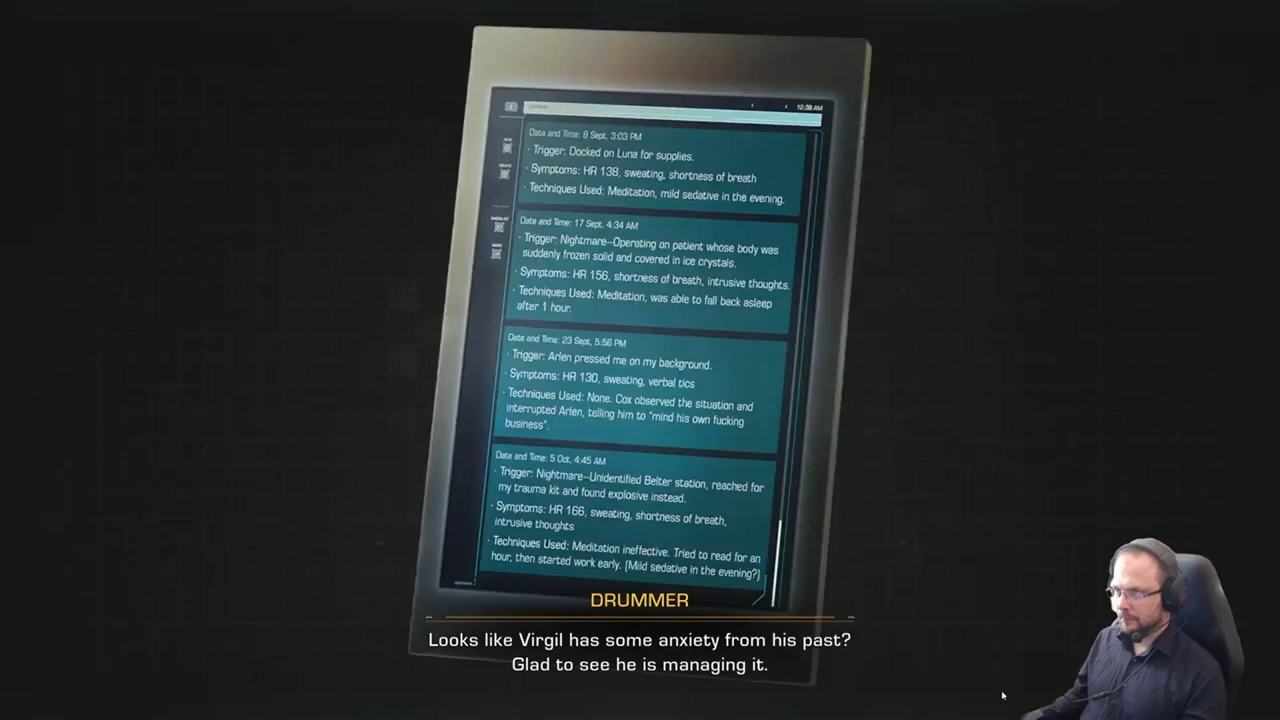 12:38 AM
Date and Time: 8 Sept, 3:03 PM
· Trigger: Docked on Luna for supplies.
· Symptoms: HR 138, sweating, shortness of breath
· Techniques Used: Meditation, mild sedative in the evening.
Date and Time: 17 Sept, 4:34 AM
· Trigger: Nightmare--Operating on patient whose body was
suddenly frozen solid and covered in ice crystals.
· Symptoms: HR 156, shortness of breath, intrusive thoughts.
· Techniques Used: Meditation, was able to fall back asleep
after 1 hour.
Date and Time: 23 Sept, 5:56 PM
· Trigger: Arlen pressed me on my background.
· Symptoms: HR 130, sweating, verbal tics
· Techniques Used: None. Cox observed the situation and
interrupted Arlen, telling him to "mind his own fucking
business".
Date and Time: 5 Oct, 4:45 AM
· Trigger: Nightmare--Unidentified Belter station, reached for
my trauma kit and found explosive instead.
· Symptoms: HR 166, sweating, shortness of breath,
intrusive thoughts
· Techniques Used: Meditation ineffective. Tried to read for an
hour, then started work early. [Mild sedative in the evening?]
DRUMMER
Looks like Virgil has some anxiety from his past?
Glad to see he is managing it.